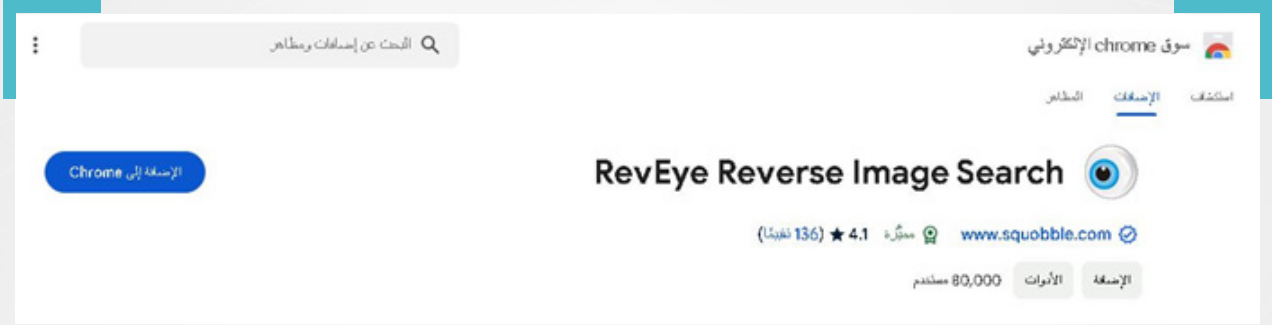 سوق chrome الإلكتروني
البحث عن إضافات ومظاهر
استكشاف الإضافات المظاهر
RevEye Reverse Image Search
الإضافة إلى Chrome
www.squobble.com مميَّزة 4.1 ★ (136 تقييمًا)
الإضافة الأدوات 80,000 مستخدم